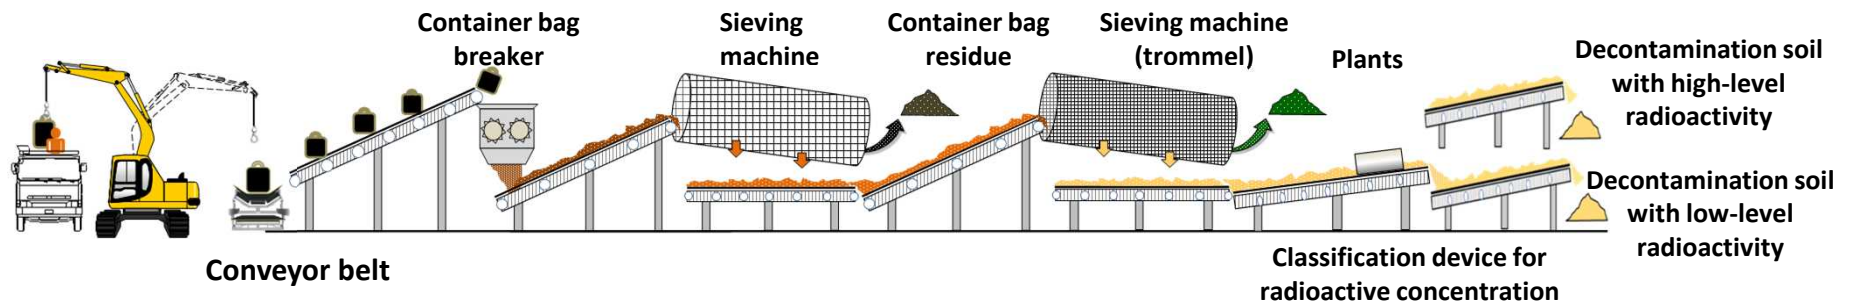 Container bag
breaker
Sieving
machine
Container bag
residue
Sieving machine
(trommel)
Plants
Decontamination soil
with high-level
radioactivity
Decontamination soil
with low-level
radioactivity
Conveyor belt
Classification device for
radioactive concentration